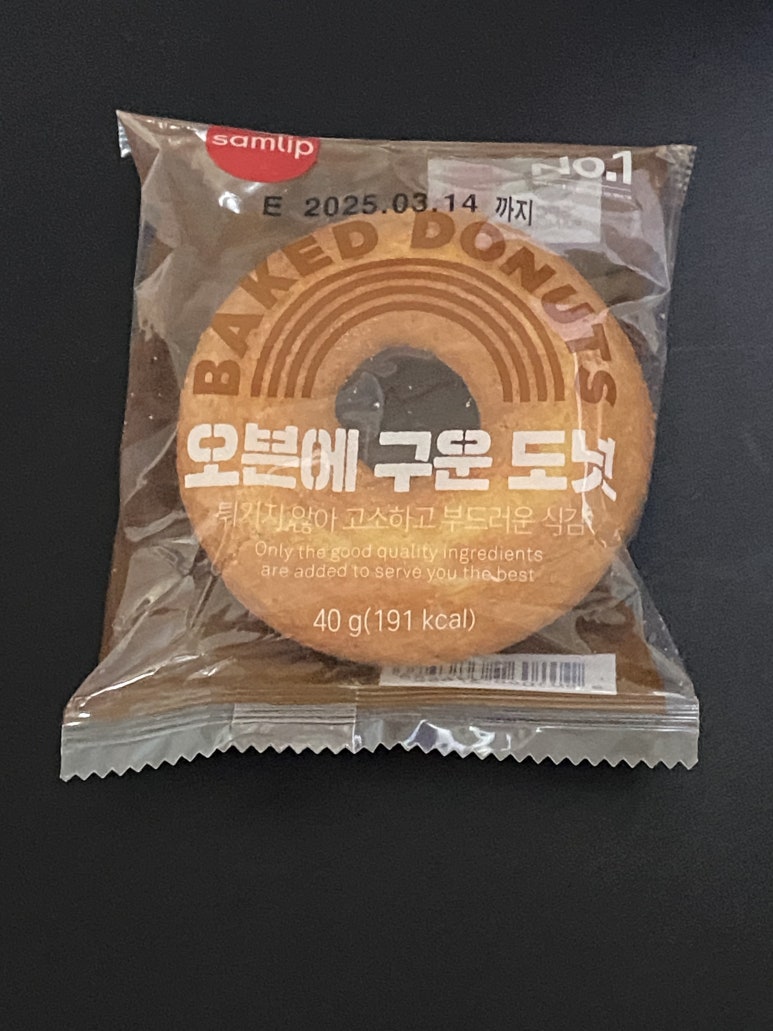 samlip
No.1
E 2025.03.14 까지
BAKED DONUTS
오븐에 구운 도넛
튀기지 않아 고소하고 부드러운 식감
Only the good quality ingredients
are added to serve you the best
40 g(191 kcal)